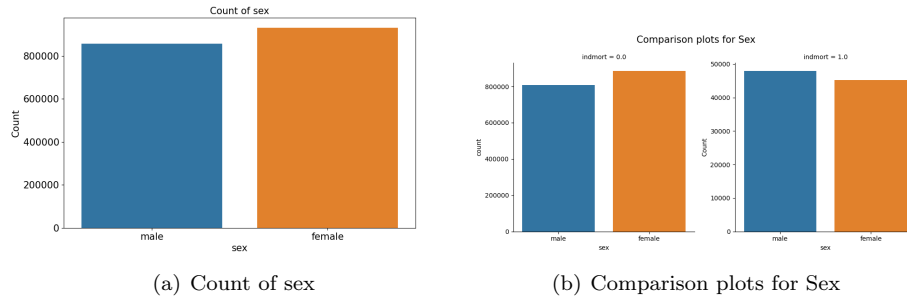 Count of sex
800000
600000
400000
200000
0
Count
male
female
sex
(a) Count of sex
Comparison plots for Sex
indmort = 0.0
800000
600000
400000
200000
0
count
male
female
sex
indmort = 1.0
50000
40000
30000
20000
10000
0
Count
male
female
sex
(b) Comparison plots for Sex